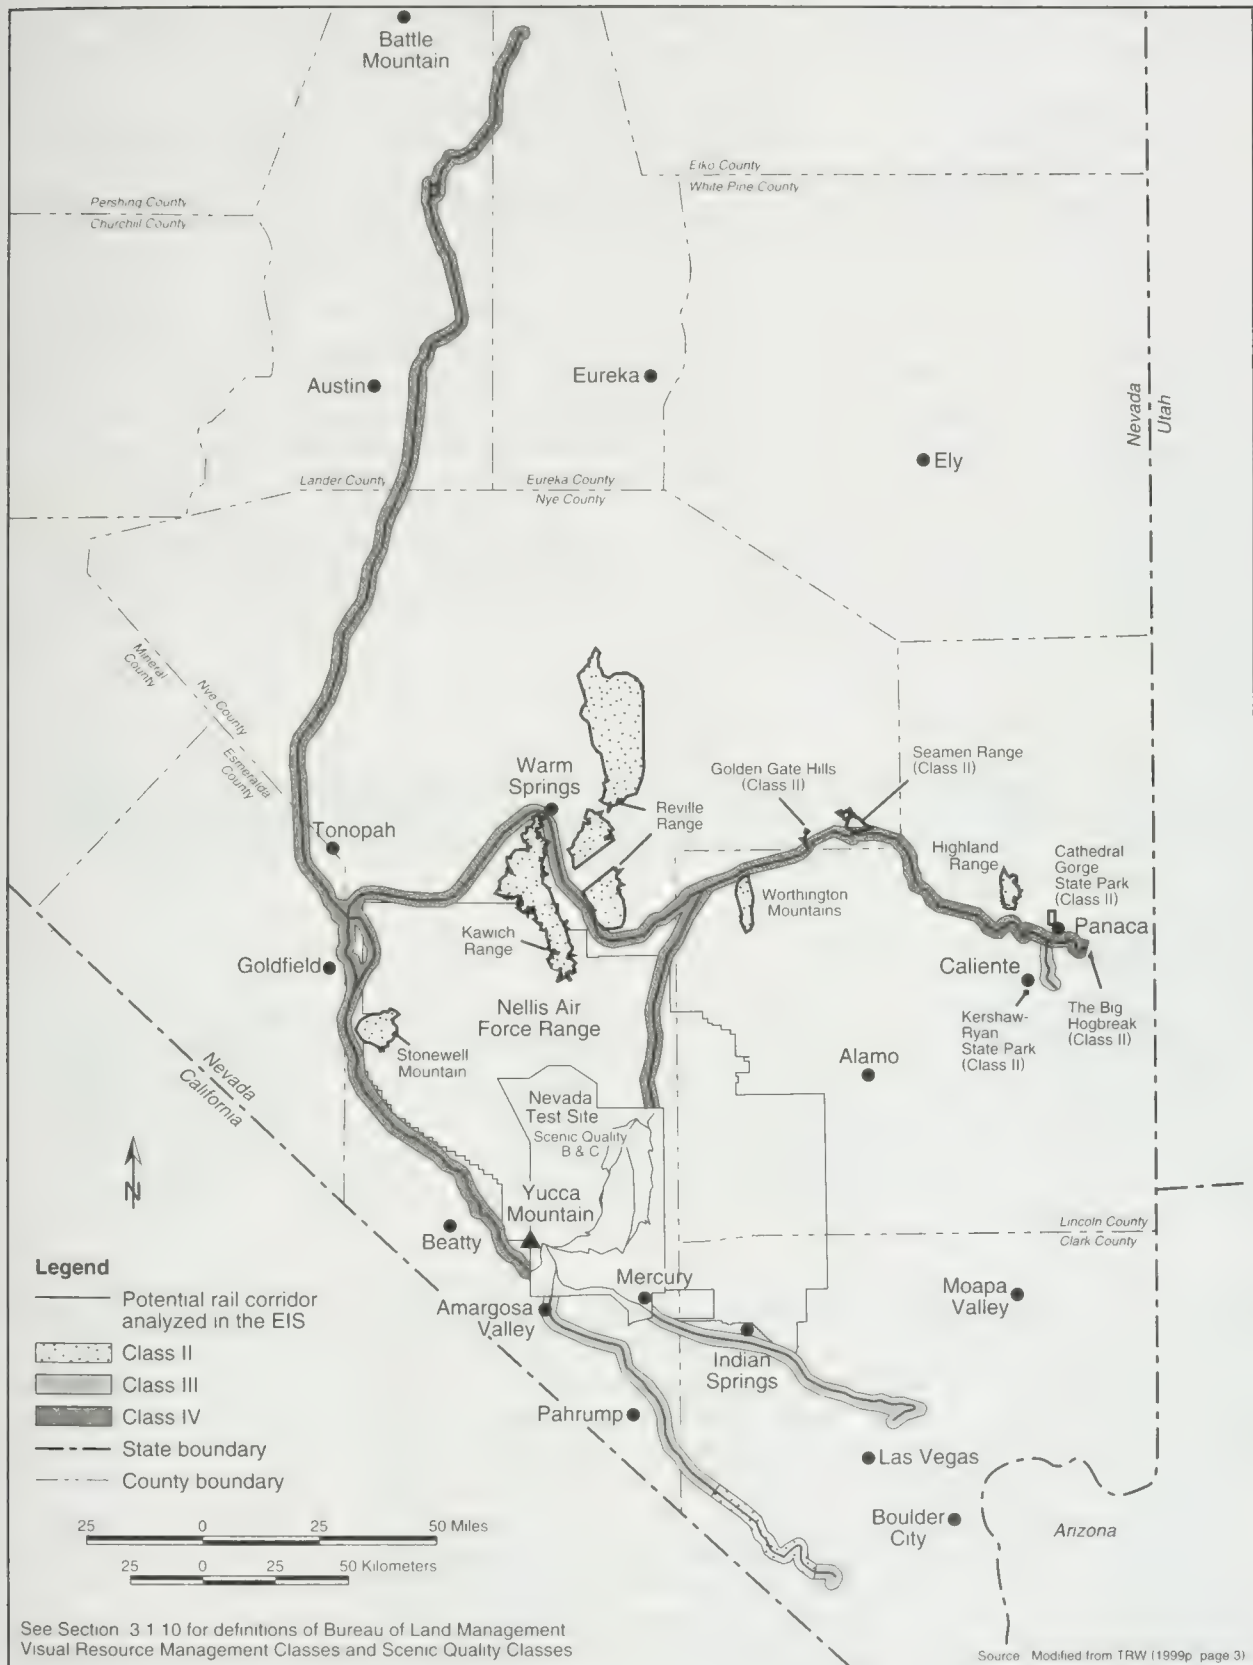 Battle
Mountain
Elko County
White Pine County
Pershing County
Churchill County
Austin
Eureka
Nevada
Utah
Ely
Lander County
Eureka County
Nye County
Mineral
County
Nye County
Esmeralda
County
Warm
Springs
Golden Gate Hills
(Class II)
Seamen Range
(Class II)
Reville
Range
Tonopah
Highland
Range
Cathedral
Gorge
State Park
(Class II)
Worthington
Mountains
Panaca
Kawich
Range
Goldfield
Caliente
Nellis Air
Force Range
Kershaw-
Ryan
State Park
(Class II)
The Big
Hogbreak
(Class II)
Stonewell
Mountain
Alamo
Nevada
California
Nevada
Test Site
Scenic Quality
B & C
N
Yucca
Mountain
Beatty
Lincoln County
Clark County
Legend
Potential rail corridor
analyzed in the EIS
Class II
Class III
Class IV
State boundary
County boundary
Mercury
Moapa
Valley
Amargosa
Valley
Indian
Springs
Pahrump
Las Vegas
Boulder
City
Arizona
25 0 25 50 Miles
25 0 25 50 Kilometers
See Section 3 1 10 for definitions of Bureau of Land Management
Visual Resource Management Classes and Scenic Quality Classes
Source Modified from TRW (1999p page 3)